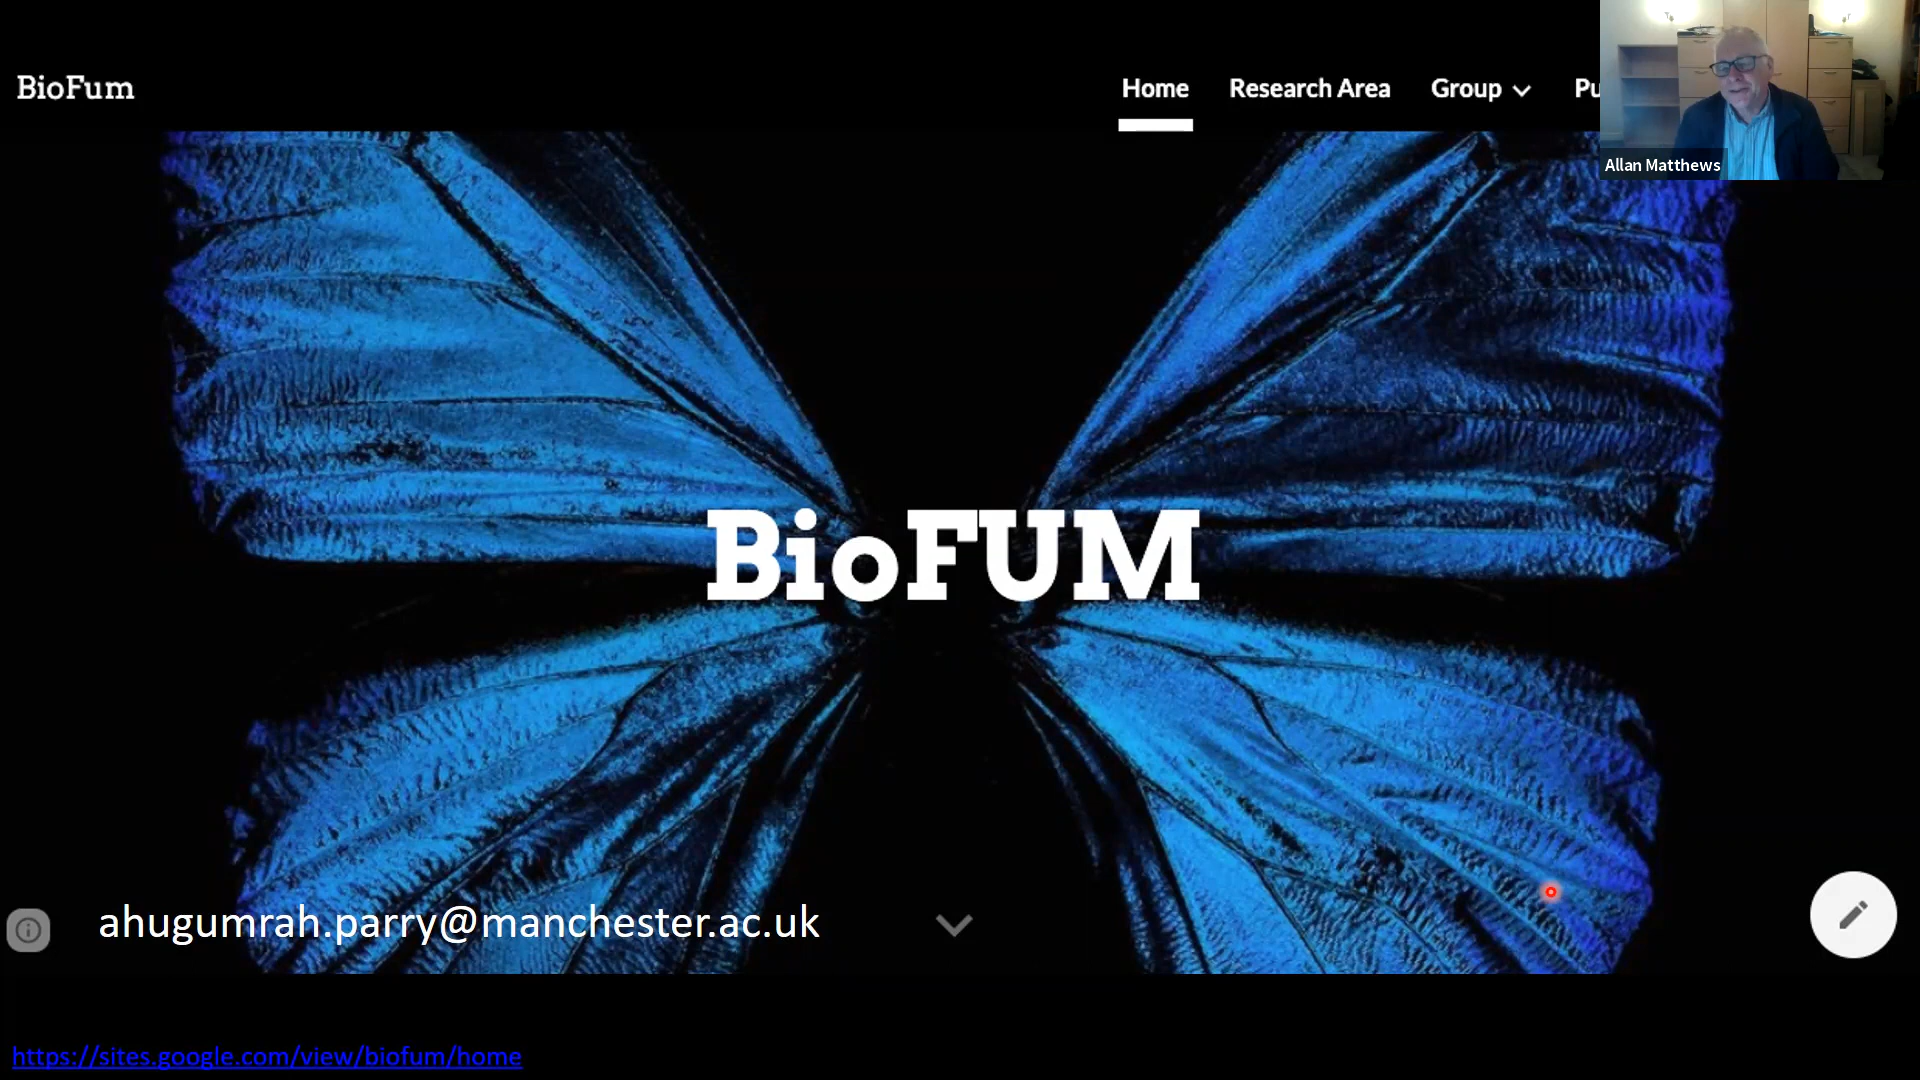 BioFum
Home Research Area Group
Allan Matthews
BioFUM
ahugumrah.parry@manchester.ac.uk
https://sites.google.com/view/biofum/home